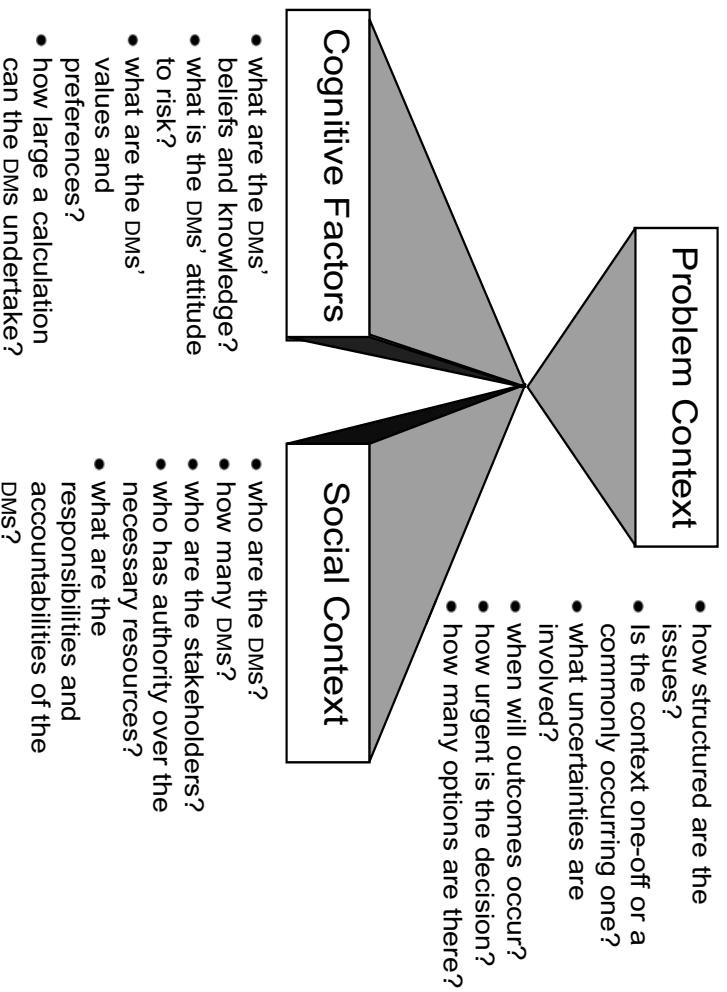 Problem Context
• how structured are the
issues?
• Is the context one-off or a
commonly occurring one?
• what uncertainties are
involved?
• when will outcomes occur?
• how urgent is the decision?
• how many options are there?
Cognitive Factors
• what are the DMs'
beliefs and knowledge?
• what is the DMs' attitude
to risk?
• what are the DMs'
values and
preferences?
• how large a calculation
can the DMs undertake?
Social Context
• who are the DMs?
• how many DMs?
• who are the stakeholders?
• who has authority over the
necessary resources?
• what are the
responsibilities and
accountabilities of the
DMs?